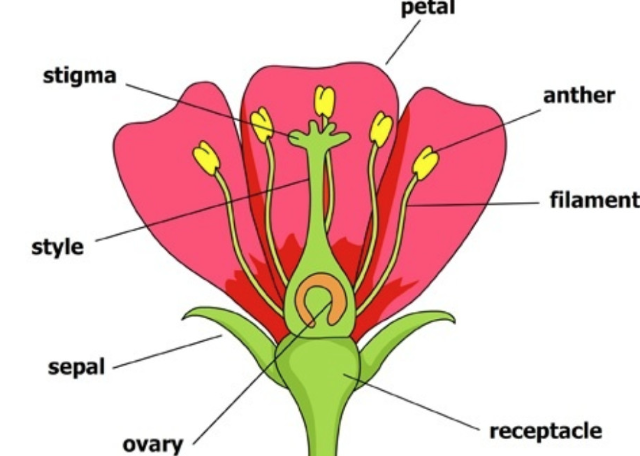 petal
stigma
anther
filament
style
sepal
receptacle
ovary